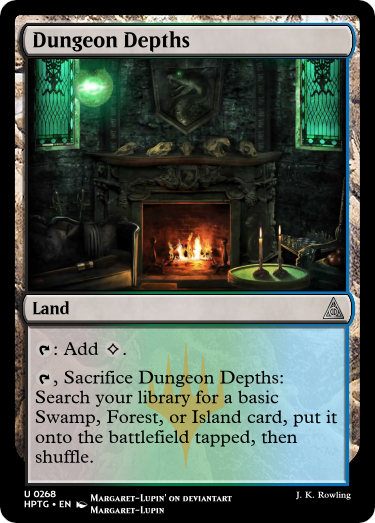 Dungeon Depths
Land
: Add .
, Sacrifice Dungeon Depths:
Search your library for a basic
Swamp, Forest, or Island card, put it
onto the battlefield tapped, then
shuffle.
U 0268
HPTG • EN Margaret-Lupin' on deviantart
Margaret-Lupin
J. K. Rowling